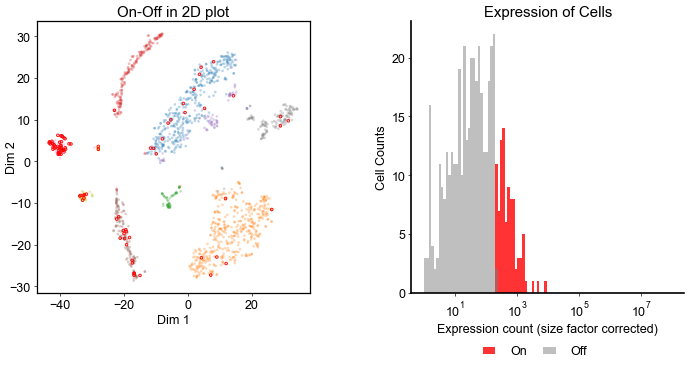 On-Off in 2D plot
Expression of Cells
30
20
10
0
−10
−20
−30
Dim 2
−40
−20
0
20
Dim 1
20
15
10
5
0
Cell Counts
10^1
10^3
10^5
10^7
Expression count (size factor corrected)
On
Off